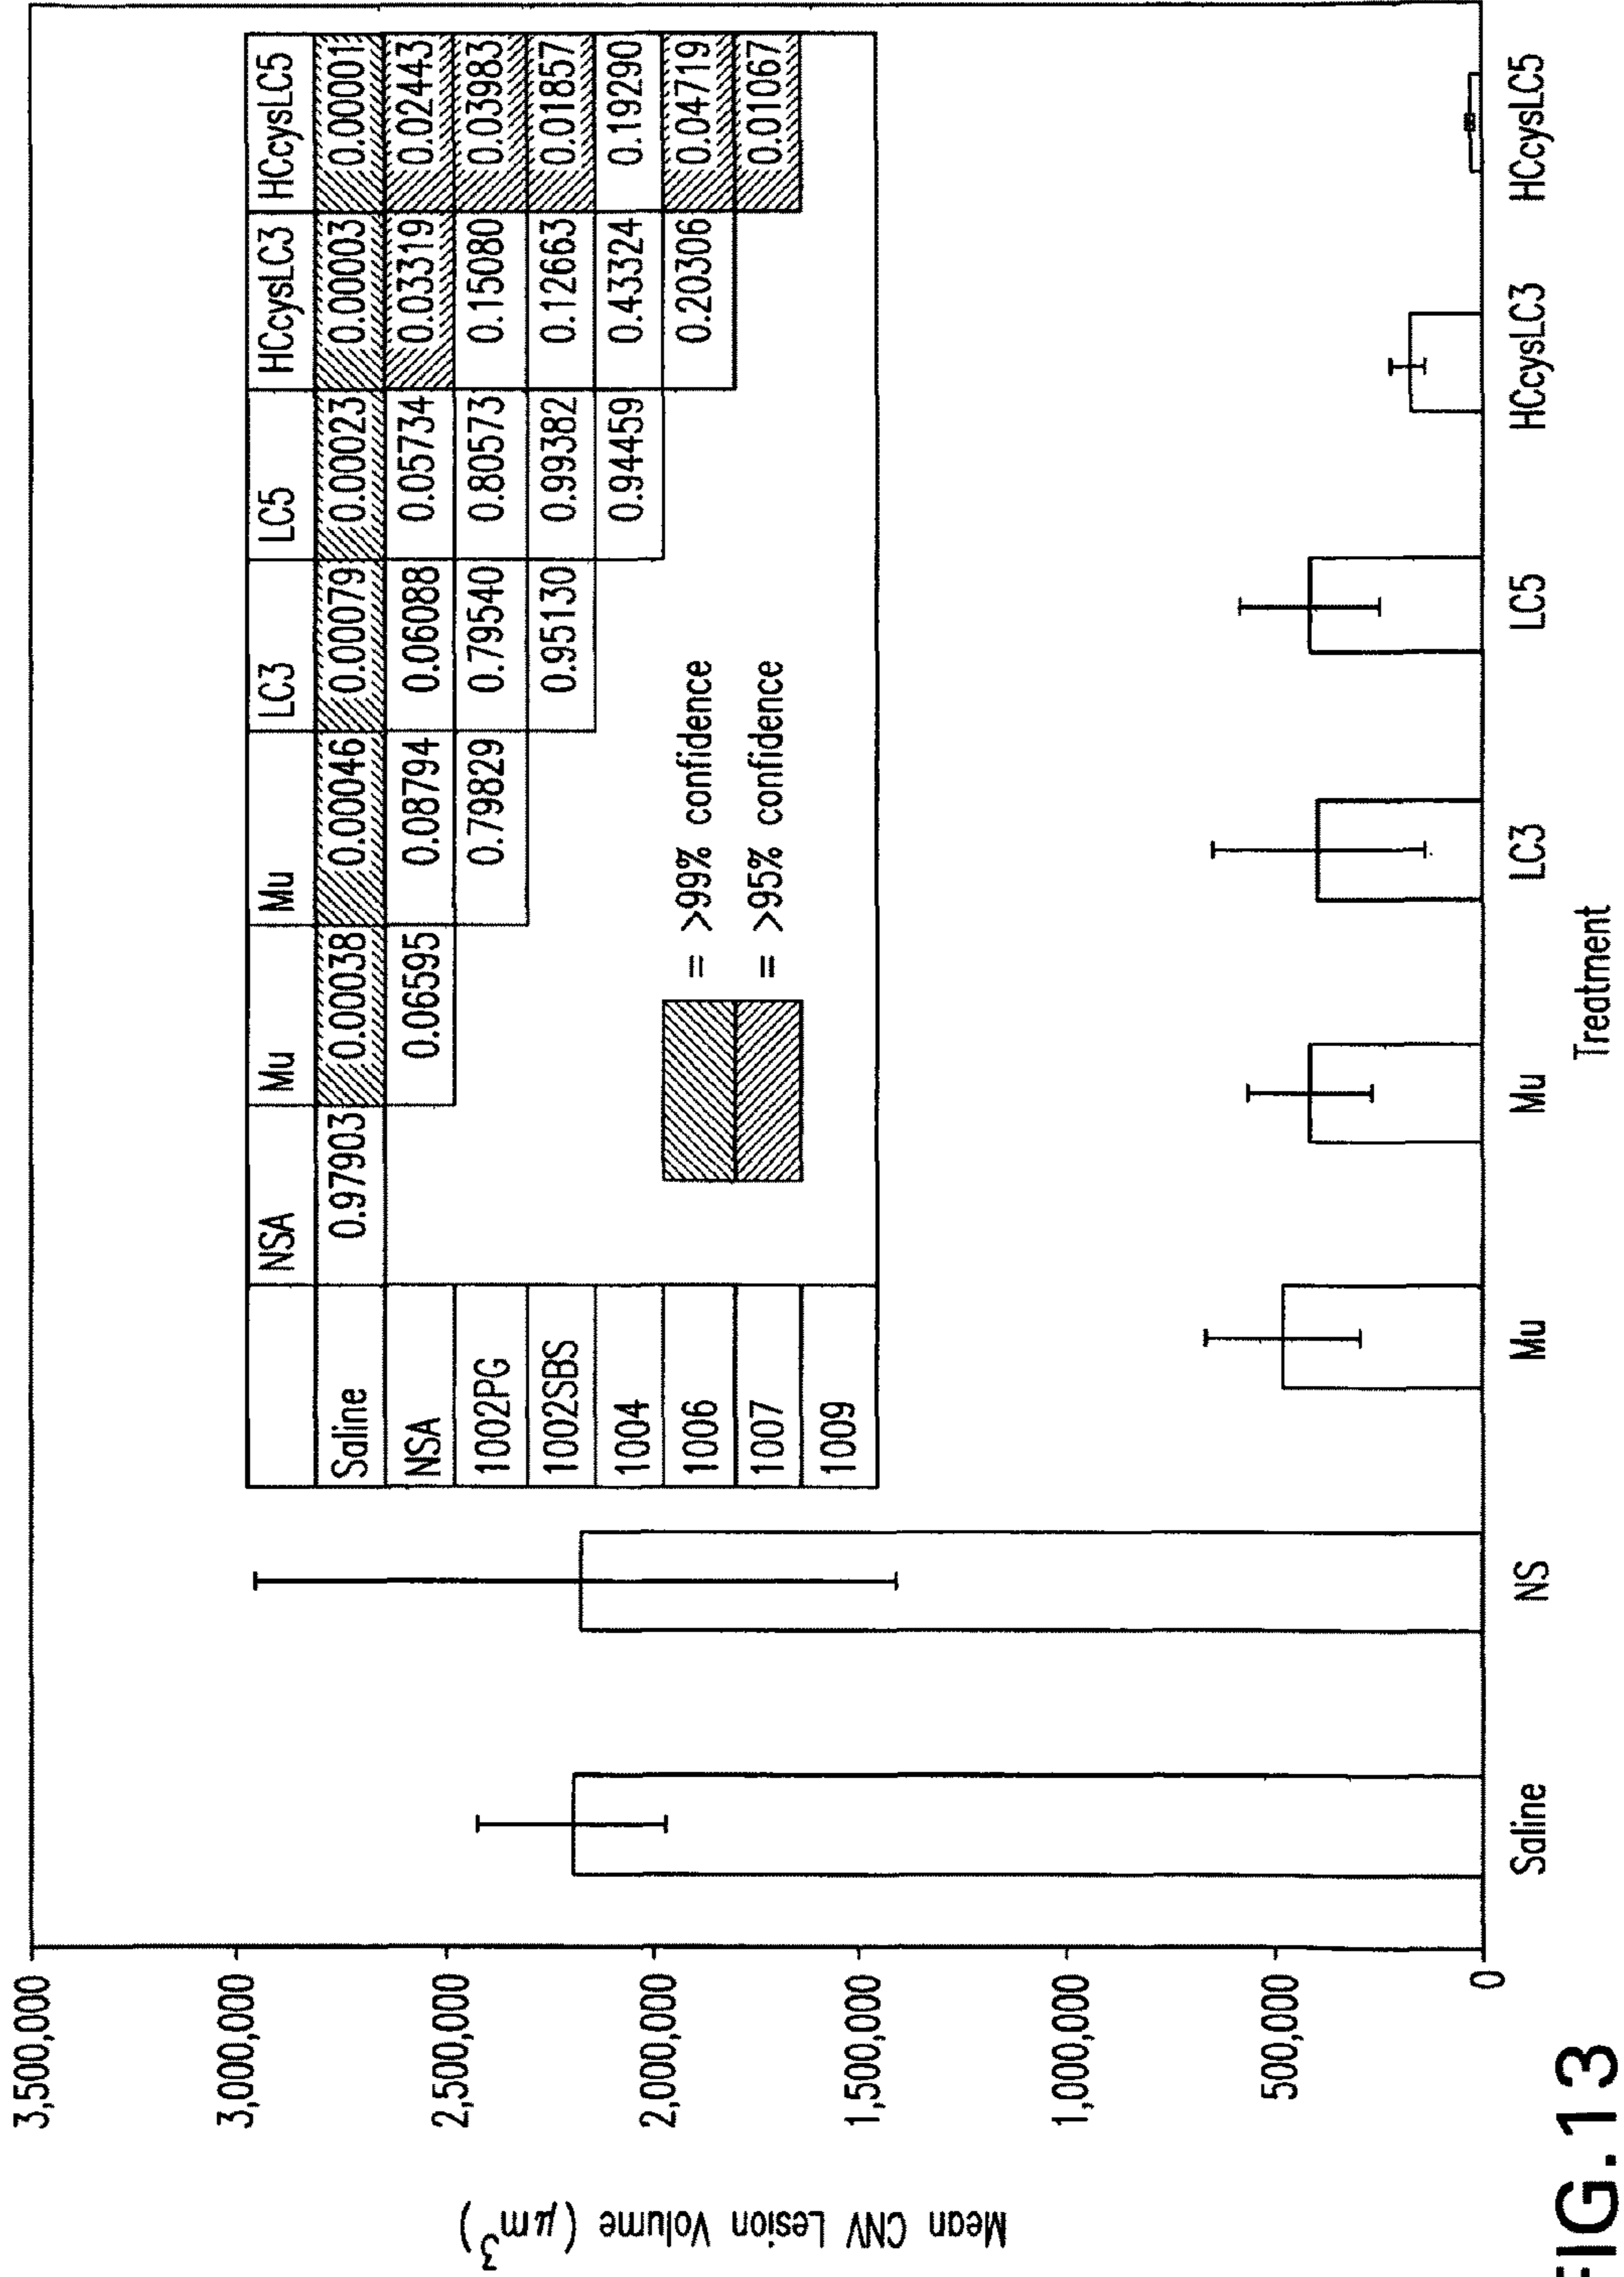 3,500,000
3,000,000
2,500,000
2,000,000
1,500,000
1,000,000
500,000
0
Mean CNV Lesion Volume (μm³)
NSA Mu Mu LC3 LC5 HCcysLC3 HCcysLC5
Saline 0.97903 0.00038 0.00046 0.00079 0.00023 0.00003 0.00001
NSA 0.06595 0.08794 0.06088 0.05734 0.03319 0.02443
1002PG 0.79829 0.79540 0.80573 0.15080 0.03983
1002SBS 0.95130 0.99382 0.12663 0.01857
1004 0.94459 0.43324 0.19290
1006 = >99% confidence 0.20306 0.04719
1007 = >95% confidence 0.01067
1009
Saline NS Mu Mu LC3 LC5 HCcysLC3 HCcysLC5
Treatment
FIG.13